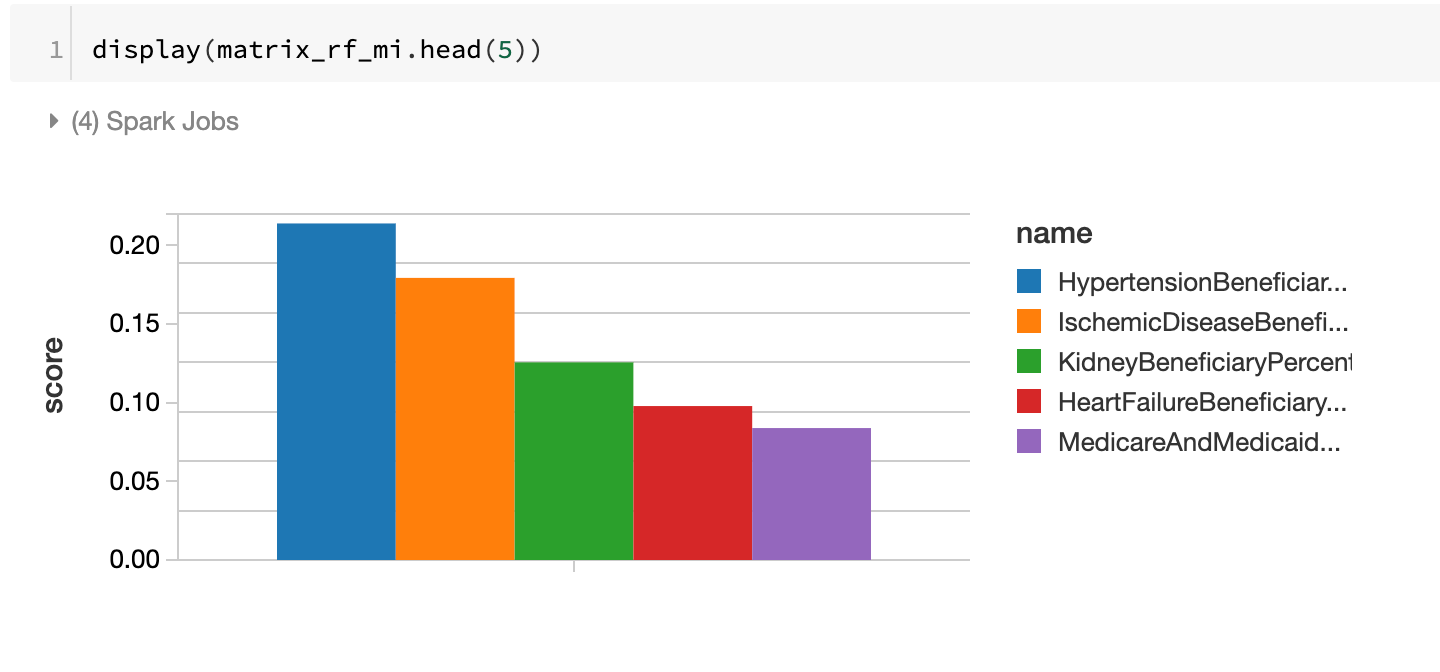 1 display(matrix_rf_mi.head(5))
(4) Spark Jobs
score
0.20
0.15
0.10
0.05
0.00
name
HypertensionBeneficiar...
IschemicDiseaseBenefi...
KidneyBeneficiaryPercent
HeartFailureBeneficiary...
MedicareAndMedicaid...